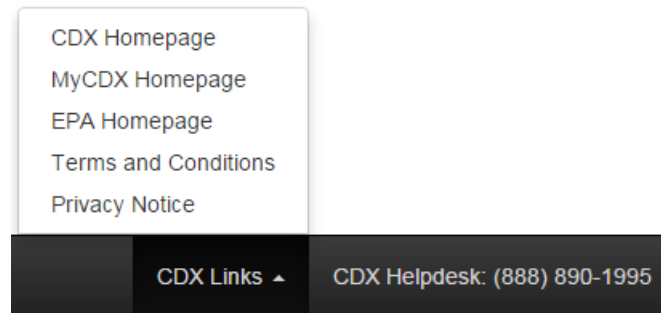 CDX Homepage
MyCDX Homepage
EPA Homepage
Terms and Conditions
Privacy Notice
CDX Links CDX Helpdesk: (888) 890-1995